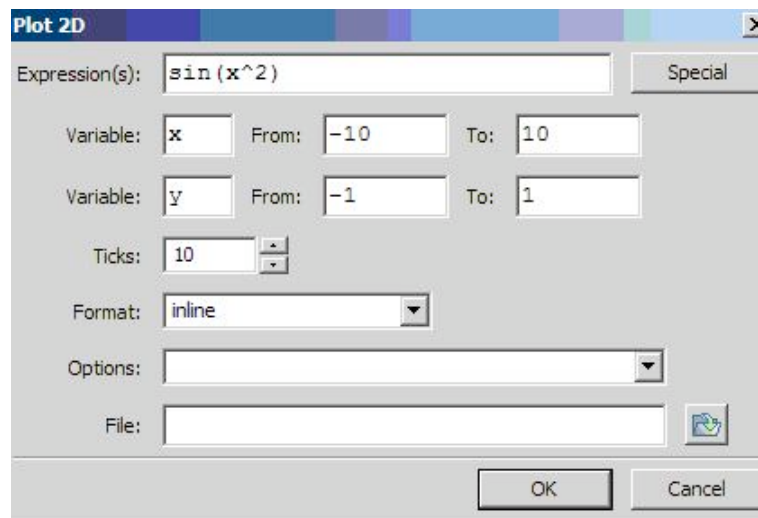 Plot 2D
Expression(s): sin(x^2) Special
Variable: x From: -10 To: 10
Variable: y From: -1 To: 1
Ticks: 10
Format: inline
Options:
File:
OK Cancel